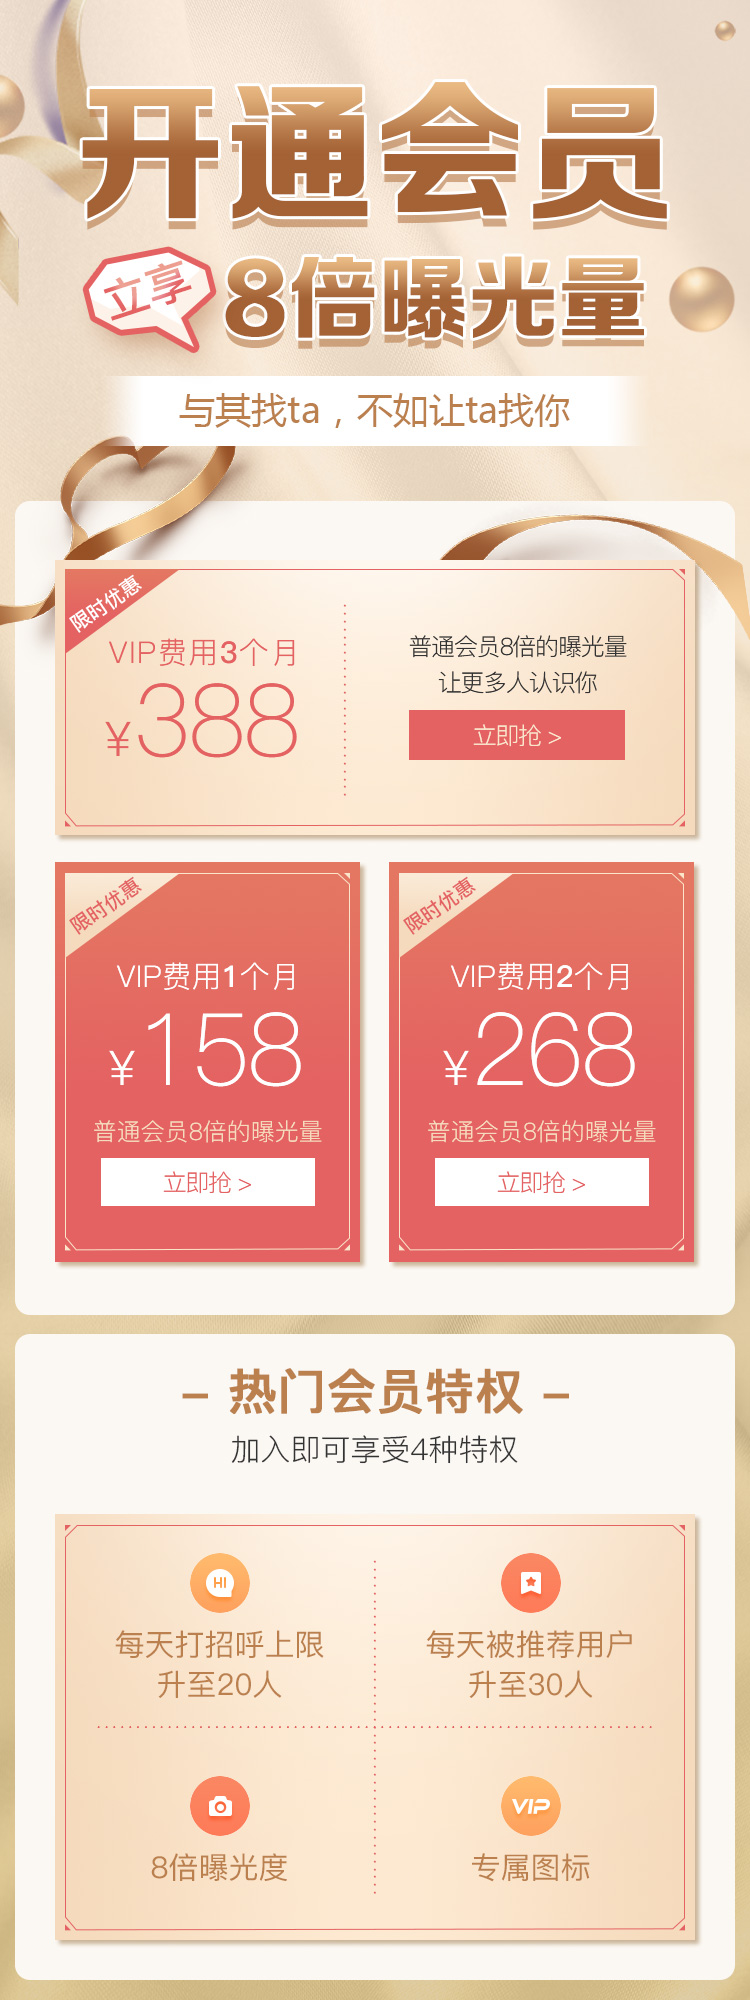 开通会员
立享
8倍曝光量
与其找ta，不如让ta找你
限时优惠
VIP费用3个月
¥388
普通会员8倍的曝光量
让更多人认识你
立即抢 >
限时优惠
VIP费用1个月
¥158
普通会员8倍的曝光量
立即抢 >
限时优惠
VIP费用2个月
¥268
普通会员8倍的曝光量
立即抢 >
– 热门会员特权 –
加入即可享受4种特权
HI
每天打招呼上限
升至20人
每天被推荐用户
升至30人
8倍曝光度
VIP
专属图标